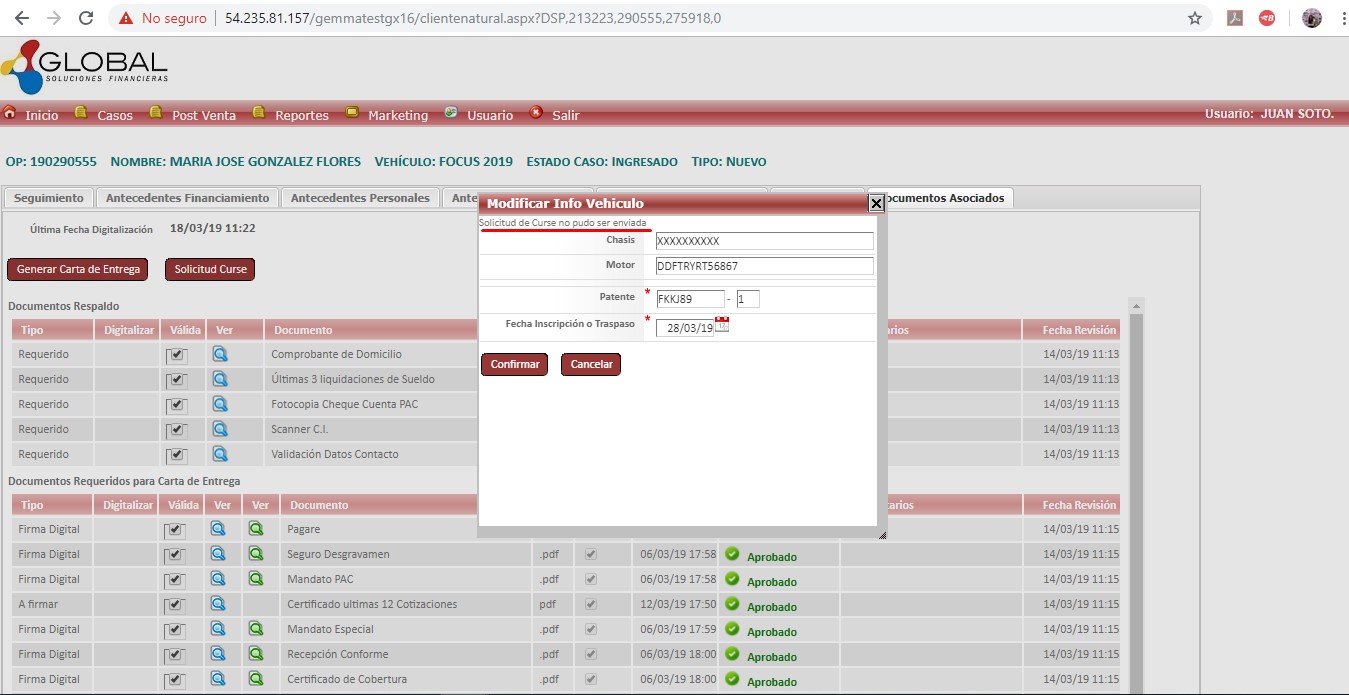 No seguro
54.235.81.157/gemmatestgx16/clientenatural.aspx?DSP,213223,290555,275918,0
GLOBAL
SOLUCIONES FINANCIERAS
Inicio Casos Post Venta Reportes Marketing Usuario Salir Usuario: JUAN SOTO.
OP: 190290555 NOMBRE: MARIA JOSE GONZALEZ FLORES VEHÍCULO: FOCUS 2019 ESTADO CASO: INGRESADO TIPO: NUEVO
Seguimiento Antecedentes Financiamiento Antecedentes Personales Ante ocumentos Asociados
Última Fecha Digitalización 18/03/19 11:22
Generar Carta de Entrega Solicitud Curse
Modificar Info Vehiculo
Solicitud de Curse no pudo ser enviada
Chasis XXXXXXXXXX
Motor DDFTRYRT56867
Patente * FKKJ89 - 1
Fecha Inscripción o Traspaso * 28/03/19
Confirmar Cancelar
Documentos Respaldo
Tipo Digitalizar Válida Ver Documento arios Fecha Revisión
Requerido Comprobante de Domicilio 14/03/19 11:13
Requerido Últimas 3 liquidaciones de Sueldo 14/03/19 11:13
Requerido Fotocopia Cheque Cuenta PAC 14/03/19 11:13
Requerido Scanner C.I. 14/03/19 11:13
Requerido Validación Datos Contacto 14/03/19 11:13
Documentos Requeridos para Carta de Entrega
Tipo Digitalizar Válida Ver Ver Documento arios Fecha Revisión
Firma Digital Pagare 14/03/19 11:15
Firma Digital Seguro Desgravamen .pdf 06/03/19 17:58 Aprobado 14/03/19 11:15
Firma Digital Mandato PAC .pdf 06/03/19 17:58 Aprobado 14/03/19 11:15
A firmar Certificado ultimas 12 Cotizaciones pdf 12/03/19 17:50 Aprobado 14/03/19 11:15
Firma Digital Mandato Especial .pdf 06/03/19 17:59 Aprobado 14/03/19 11:15
Firma Digital Recepción Conforme .pdf 06/03/19 18:00 Aprobado 14/03/19 11:15
Firma Digital Certificado de Cobertura .pdf 06/03/19 18:00 Aprobado 14/03/19 11:15